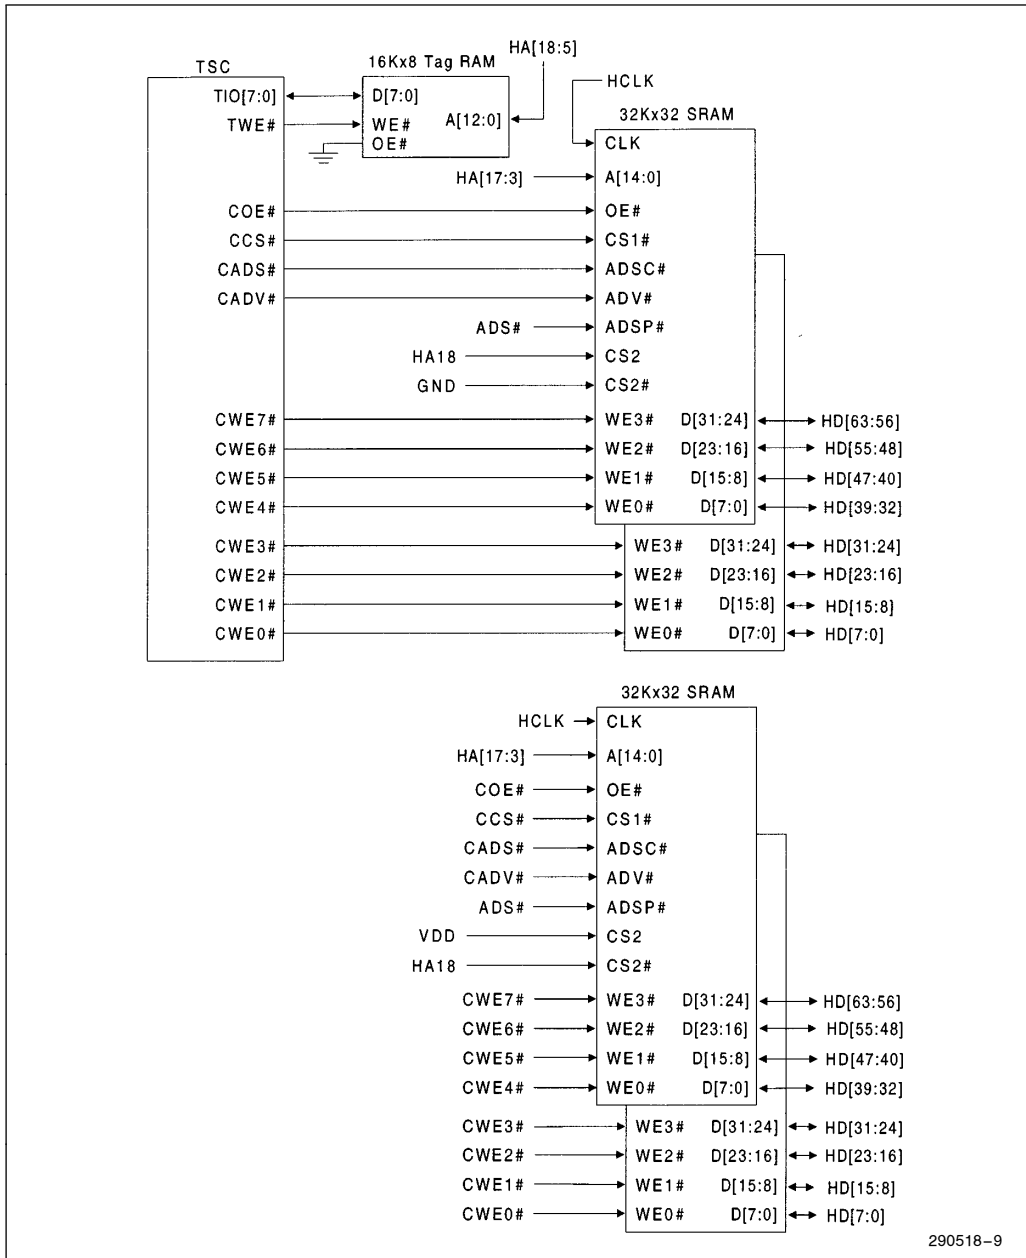 HA[18:5]
TSC 16Kx8 Tag RAM
TIO[7:0] D[7:0] HCLK
TWE# WE# A[12:0] 32Kx32 SRAM
OE# CLK
HA[17:3] A[14:0]
COE# OE#
CCS# CS1#
CADS# ADSC#
CADV# ADV#
ADS# ADSP#
HA18 CS2
GND CS2#
CWE7# WE3# D[31:24] HD[63:56]
CWE6# WE2# D[23:16] HD[55:48]
CWE5# WE1# D[15:8] HD[47:40]
CWE4# WE0# D[7:0] HD[39:32]
CWE3# WE3# D[31:24] HD[31:24]
CWE2# WE2# D[23:16] HD[23:16]
CWE1# WE1# D[15:8] HD[15:8]
CWE0# WE0# D[7:0] HD[7:0]
32Kx32 SRAM
HCLK CLK
HA[17:3] A[14:0]
COE# OE#
CCS# CS1#
CADS# ADSC#
CADV# ADV#
ADS# ADSP#
VDD CS2
HA18 CS2#
CWE7# WE3# D[31:24] HD[63:56]
CWE6# WE2# D[23:16] HD[55:48]
CWE5# WE1# D[15:8] HD[47:40]
CWE4# WE0# D[7:0] HD[39:32]
CWE3# WE3# D[31:24] HD[31:24]
CWE2# WE2# D[23:16] HD[23:16]
CWE1# WE1# D[15:8] HD[15:8]
CWE0# WE0# D[7:0] HD[7:0]
290518–9